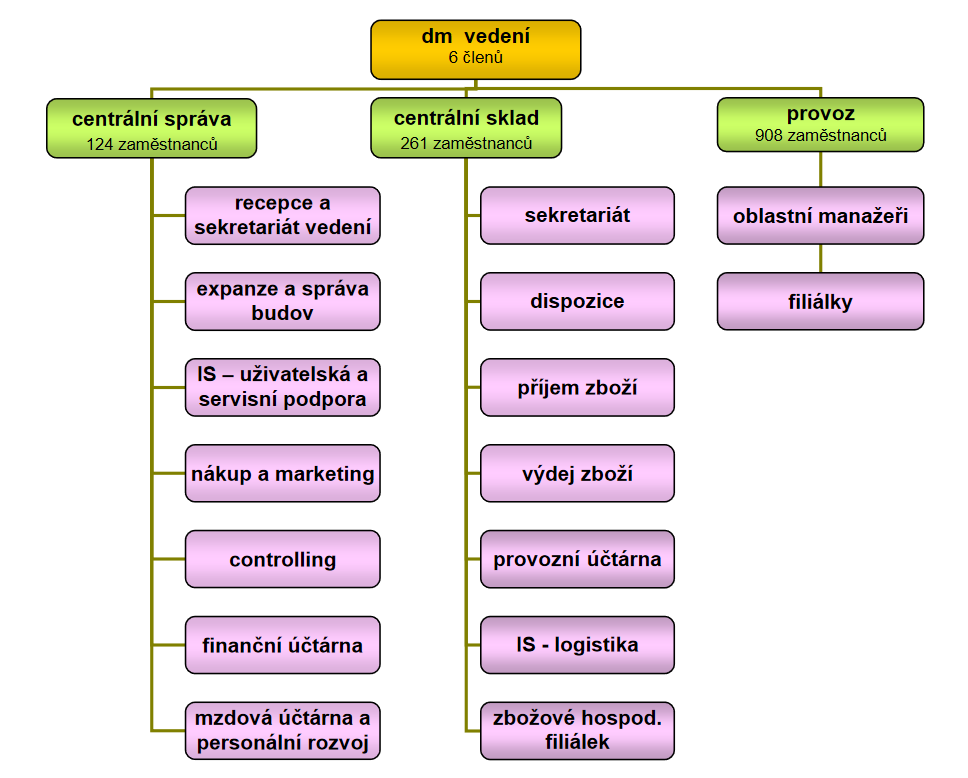 dm vedení
6 členů
centrální správa
124 zaměstnanců
recepce a
sekretariát vedení
expanze a správa
budov
IS – uživatelská a
servisní podpora
nákup a marketing
controlling
finanční účtárna
mzdová účtárna a
personální rozvoj
centrální sklad
261 zaměstnanců
sekretariát
dispozice
příjem zboží
výdej zboží
provozní účtárna
IS - logistika
zbožové hospod.
filiálek
provoz
908 zaměstnanců
oblastní manažeři
filiálky